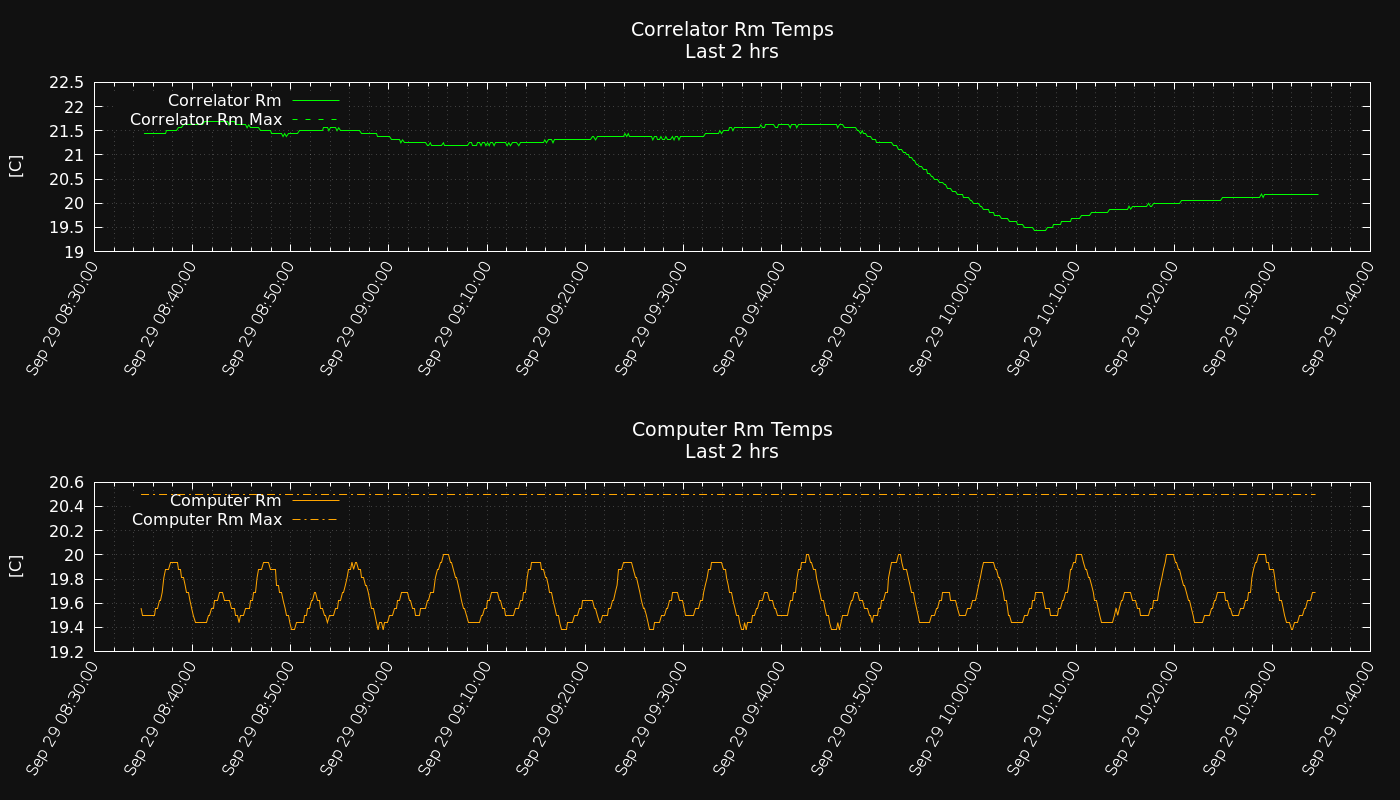 Correlator Rm Temps
Last 2 hrs
22.5
22
21.5
21
20.5
20
19.5
19
[C]
Correlator Rm
Correlator Rm Max
Sep 29 08:30:00
Sep 29 08:40:00
Sep 29 08:50:00
Sep 29 09:00:00
Sep 29 09:10:00
Sep 29 09:20:00
Sep 29 09:30:00
Sep 29 09:40:00
Sep 29 09:50:00
Sep 29 10:00:00
Sep 29 10:10:00
Sep 29 10:20:00
Sep 29 10:30:00
Sep 29 10:40:00
Computer Rm Temps
Last 2 hrs
20.6
20.4
20.2
20
19.8
19.6
19.4
19.2
[C]
Computer Rm
Computer Rm Max
Sep 29 08:30:00
Sep 29 08:40:00
Sep 29 08:50:00
Sep 29 09:00:00
Sep 29 09:10:00
Sep 29 09:20:00
Sep 29 09:30:00
Sep 29 09:40:00
Sep 29 09:50:00
Sep 29 10:00:00
Sep 29 10:10:00
Sep 29 10:20:00
Sep 29 10:30:00
Sep 29 10:40:00